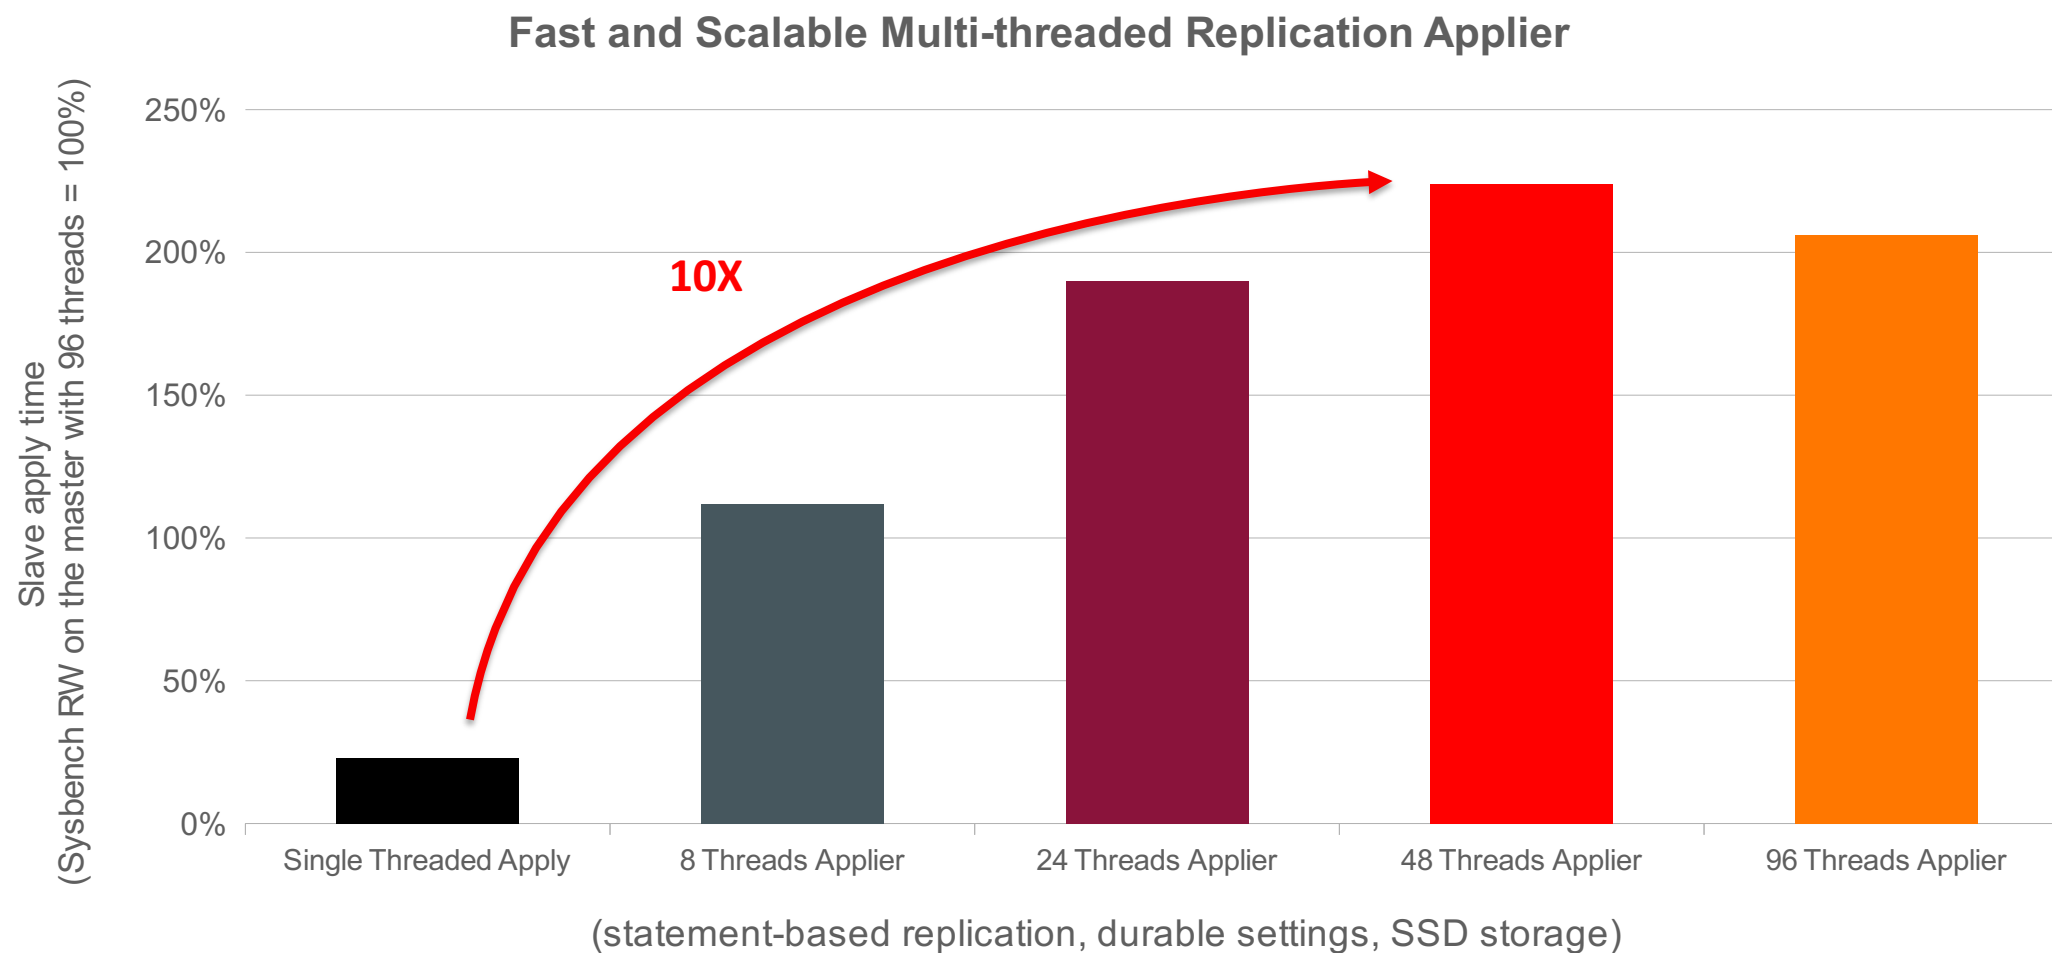 Fast and Scalable Multi-threaded Replication Applier
Slave apply time
(Sysbench RW on the master with 96 threads = 100%)
250%
200%
150%
100%
50%
0%
10X
Single Threaded Apply
8 Threads Applier
24 Threads Applier
48 Threads Applier
96 Threads Applier
(statement-based replication, durable settings, SSD storage)